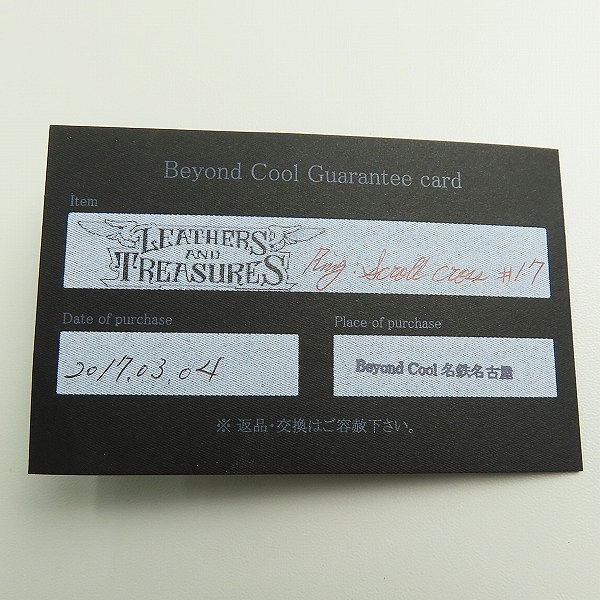 Beyond Cool Guarantee card
Item
LEATHERS AND TREASURES Ring: Scroll cross #17
Date of purchase
Place of purchase
2017.03.04
Beyond Cool 名鉄名古屋
※ 返品・交換はご容赦下さい。